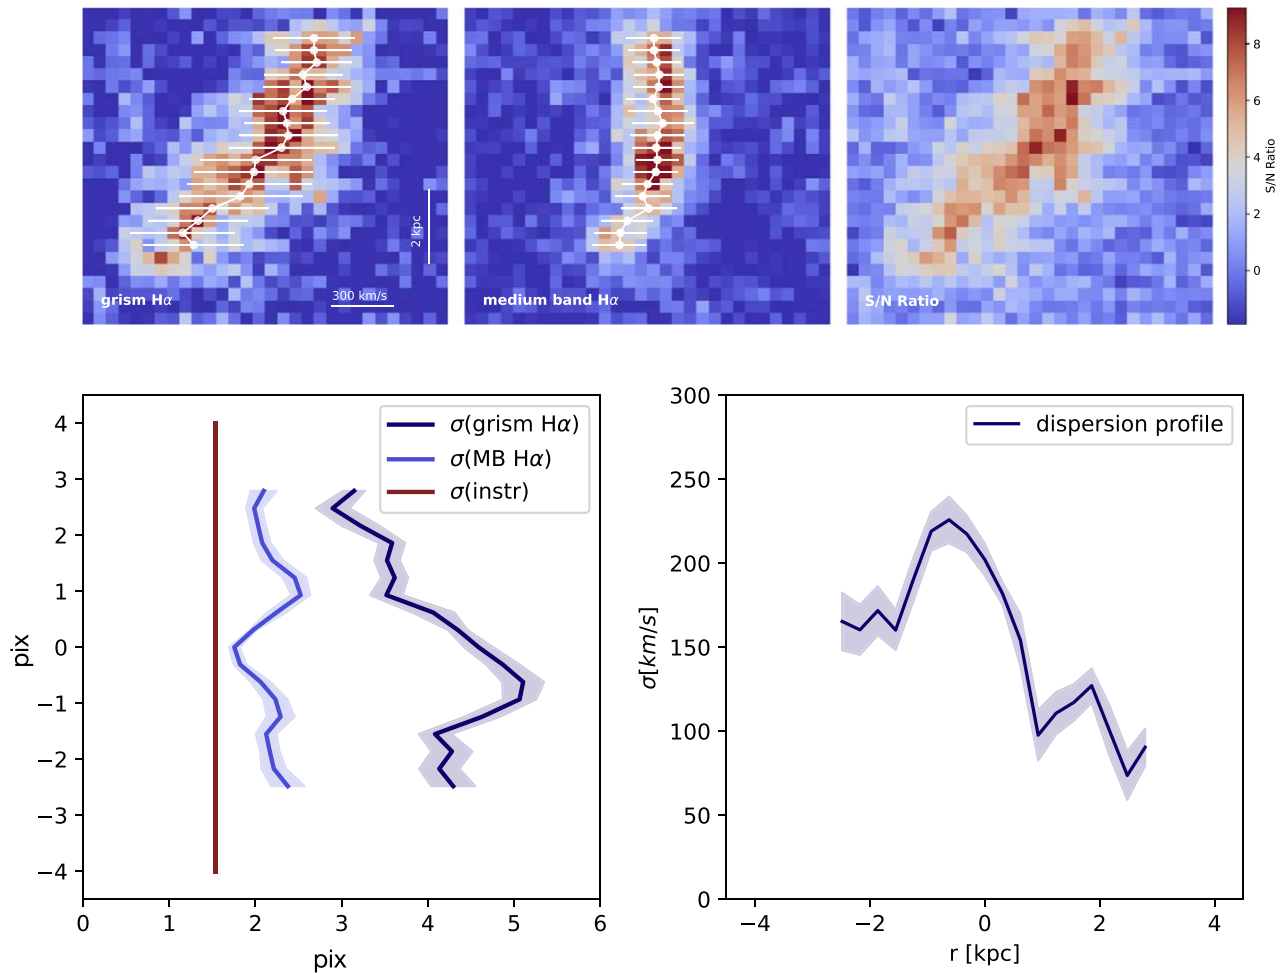 grism Hα
300 km/s
2 kpc
medium band Hα
S/N Ratio
8
6
4
2
0
S/N Ratio
4
3
2
1
0
−1
−2
−3
−4
pix
0 1 2 3 4 5 6
pix
σ(grism Hα)
σ(MB Hα)
σ(instr)
300
250
200
150
100
50
0
σ[km/s]
−4 −2 0 2 4
r [kpc]
dispersion profile